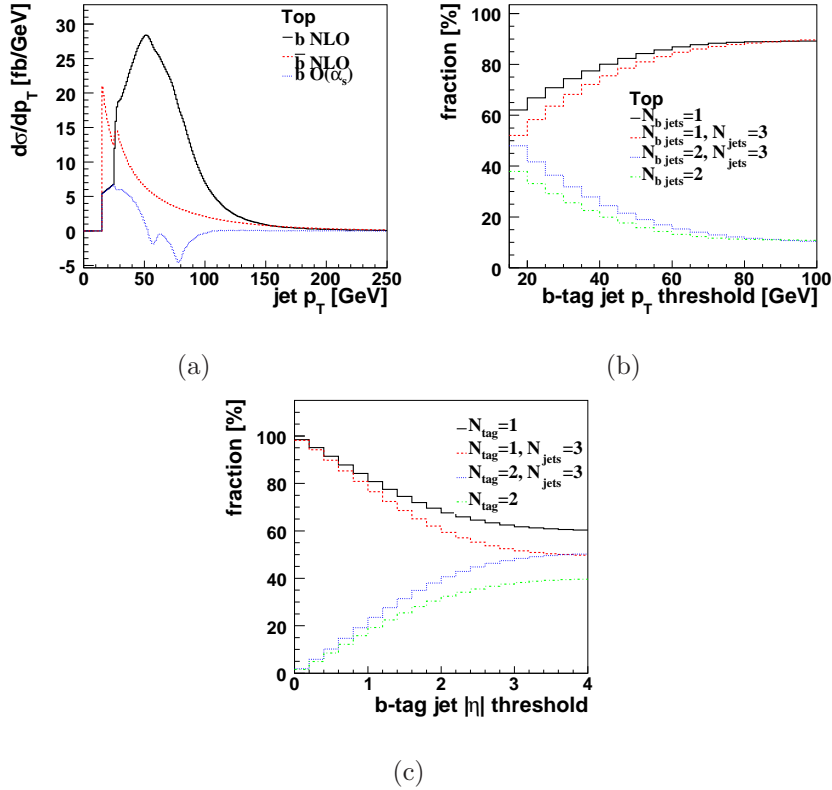 dσ/dp_T [fb/GeV]
30
25
20
15
10
5
0
-5
Top
b NLO
b̄ NLO
b O(α_s)
0 50 100 150 200 250
jet p_T [GeV]
(a)
fraction [%]
100
80
60
40
20
0
Top
N_b jets=1
N_b jets=1, N_jets=3
N_b jets=2, N_jets=3
N_b jets=2
20 40 60 80 100
b-tag jet p_T threshold [GeV]
(b)
fraction [%]
100
80
60
40
20
0
N_tag=1
N_tag=1, N_jets=3
N_tag=2, N_jets=3
N_tag=2
0 1 2 3 4
b-tag jet |η| threshold
(c)